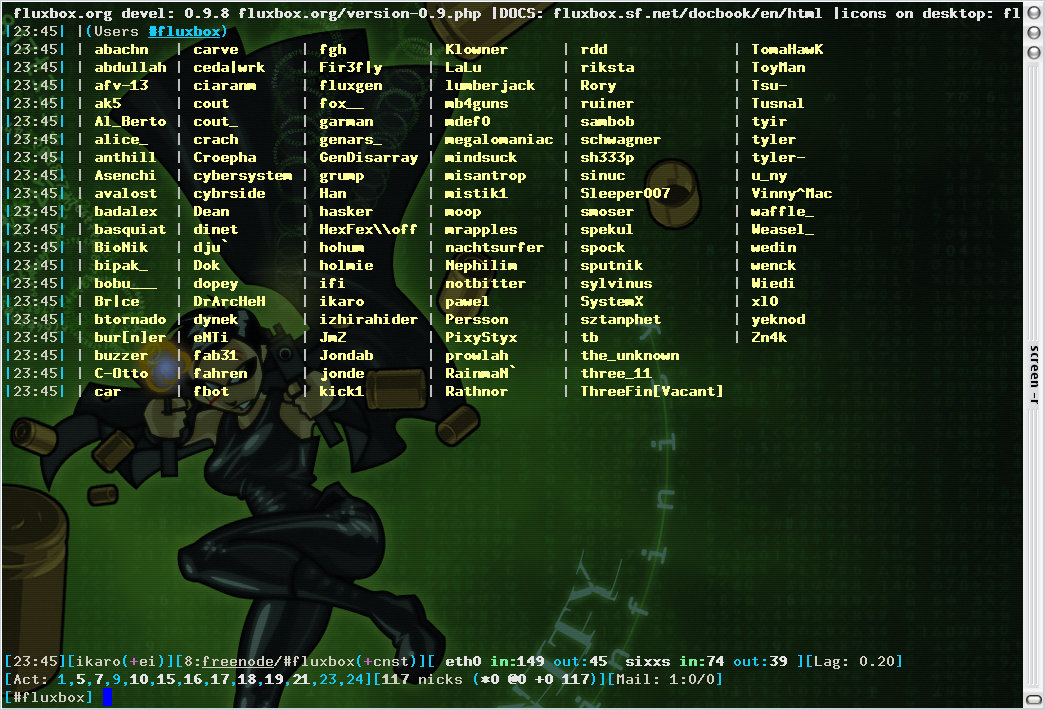 fluxbox.org devel: 0.9.8 fluxbox.org/version-0.9.php |DOCS: fluxbox.sf.net/docbook/en/html |icons on desktop: fl
|23:45| |(Users #fluxbox)
|23:45| | abachn | carve | fgh | Klowner | rdd | TomaHawK
|23:45| | abdullah | ceda|wrk | Fir3f|y | LaLu | riksta | ToyMan
|23:45| | afv-13 | ciaranm | fluxgen | lumberjack | Rory | Tsu-
|23:45| | ak5 | cout | fox__ | mb4guns | ruiner | Tusnal
|23:45| | Al_Berto | cout_ | garman | mdef0 | sambob | tyir
|23:45| | alice_ | crach | genars_ | megalomaniac | schwagner | tyler
|23:45| | anthill | Croepha | GenDisarray | mindsuck | sh333p | tyler-
|23:45| | Asenchi | cybersystem | grump | misantrop | sinuc | u_ny
|23:45| | avalost | cybrside | Han | mistik1 | Sleeper007 | Vinny^Mac
|23:45| | badalex | Dean | hasker | moop | smoser | waffle_
|23:45| | basquiat | dinet | HexFex\\off | mrapples | spekul | Weasel_
|23:45| | BioNik | dju` | hohum | nachtsurfer | spock | wedin
|23:45| | bipak_ | Dok | holmie | Nephilim | sputnik | wenck
|23:45| | bobu___ | dopey | ifi | notbitter | sylvinus | Wiedi
|23:45| | Br|ce | DrArcHeH | ikaro | pawel | SystemX | xl0
|23:45| | btornado | dynek | izhirahider | Persson | sztanphet | yeknod
|23:45| | bur[n]er | eNTi | JmZ | PixyStyx | tb | Zn4k
|23:45| | buzzer | fab31 | Jondab | prowlah | the_unknown
|23:45| | C-Otto | fahren | jonde | RainmaN` | three_11
|23:45| | car | fbot | kick1 | Rathnor | ThreeFin[Vacant]
screen -r
infini
[23:45][ikaro(+ei)][8:freenode/#fluxbox(+cnst)][ eth0 in:149 out:45 sixxs in:74 out:39 ][Lag: 0.20]
[Act: 1,5,7,9,10,15,16,17,18,19,21,23,24][117 nicks (*0 @0 +0 117)][Mail: 1:0/0]
[#fluxbox]